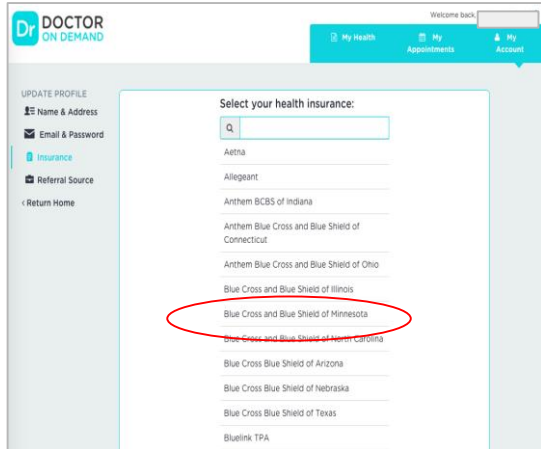 Dr DOCTOR
ON DEMAND
Welcome back,
My Health
My
Appointments
My
Account
UPDATE PROFILE
Name & Address
Email & Password
Insurance
Referral Source
< Return Home
Select your health insurance:
Aetna
Allegeant
Anthem BCBS of Indiana
Anthem Blue Cross and Blue Shield of
Connecticut
Anthem Blue Cross and Blue Shield of Ohio
Blue Cross and Blue Shield of Illinois
Blue Cross and Blue Shield of Minnesota
Blue Cross and Blue Shield of North Carolina
Blue Cross Blue Shield of Arizona
Blue Cross Blue Shield of Nebraska
Blue Cross Blue Shield of Texas
Bluelink TPA